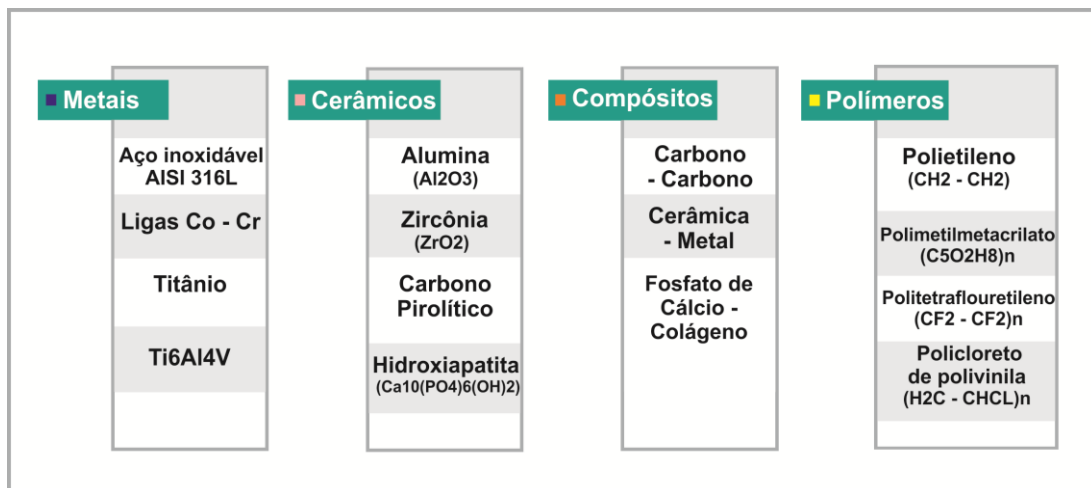 Metais
Aço inoxidável
AISI 316L
Ligas Co - Cr
Titânio
Ti6Al4V
Cerâmicos
Alumina
(Al2O3)
Zircônia
(ZrO2)
Carbono
Pirolítico
Hidroxiapatita
(Ca10(PO4)6(OH)2)
Compósitos
Carbono
- Carbono
Cerâmica
- Metal
Fosfato de
Cálcio -
Colágeno
Polímeros
Polietileno
(CH2 - CH2)
Polimetilmetacrilato
(C5O2H8)n
Politetraflouretileno
(CF2 - CF2)n
Policloreto
de polivinila
(H2C - CHCL)n